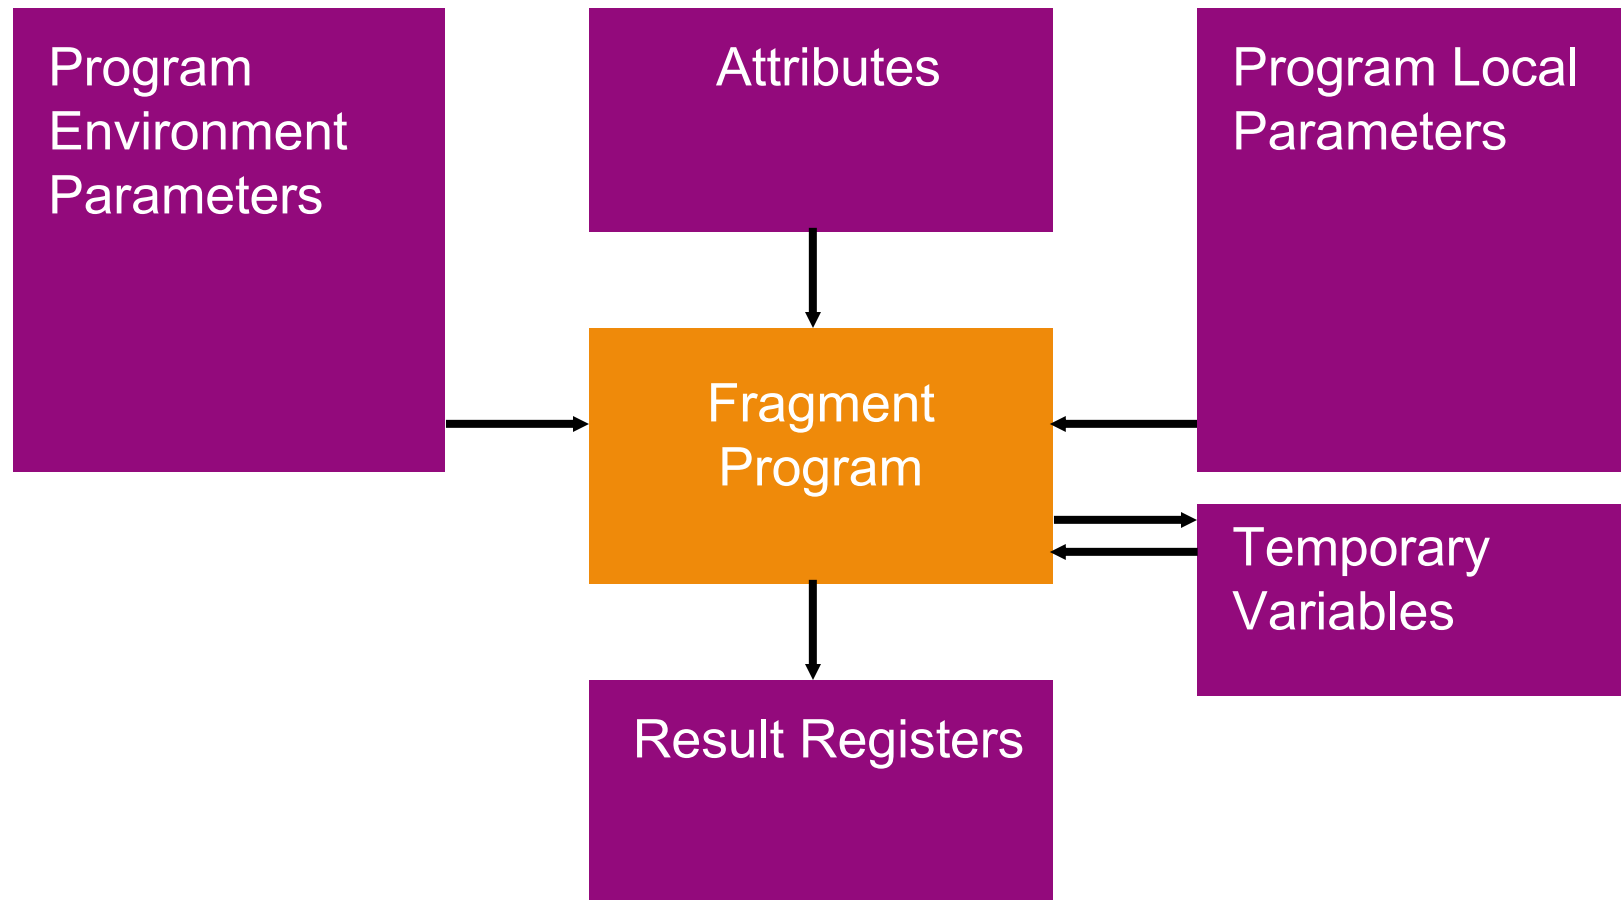 Program
Environment
Parameters
Attributes
Program Local
Parameters
Fragment
Program
Temporary
Variables
Result Registers